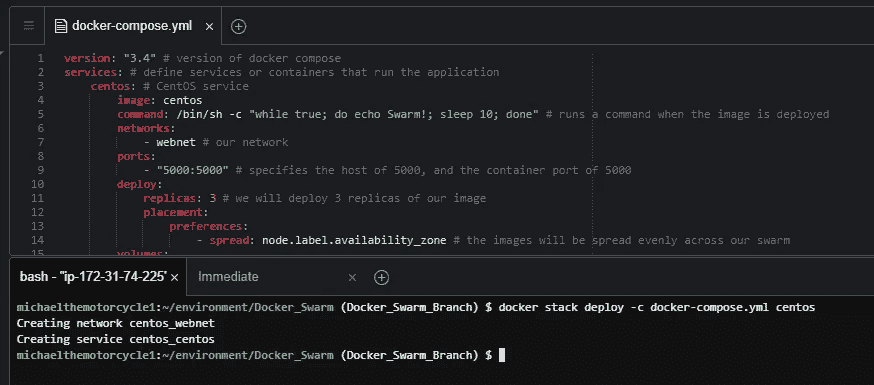 docker-compose.yml
1 version: "3.4" # version of docker compose
2 services: # define services or containers that run the application
3 centos: # CentOS service
4 image: centos
5 command: /bin/sh -c "while true; do echo Swarm!; sleep 10; done" # runs a command when the image is deployed
6 networks:
7 - webnet # our network
8 ports:
9 - "5000:5000" # specifies the host of 5000, and the container port of 5000
10 deploy:
11 replicas: 3 # we will deploy 3 replicas of our image
12 placement:
13 preferences:
14 - spread: node.label.availability_zone # the images will be spread evenly across our swarm
15 volumes:
bash - "ip-172-31-74-225" Immediate
michaelthemotorcycle1:~/environment/Docker_Swarm (Docker_Swarm_Branch) $ docker stack deploy -c docker-compose.yml centos
Creating network centos_webnet
Creating service centos_centos
michaelthemotorcycle1:~/environment/Docker_Swarm (Docker_Swarm_Branch) $